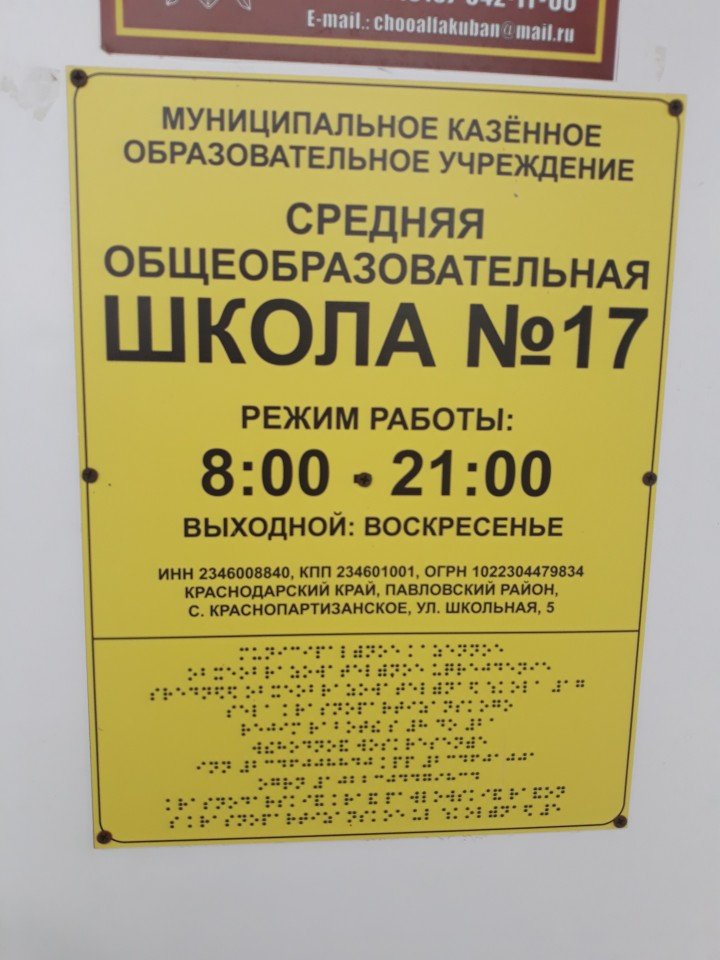 E-mail.: chooalfakuban@mail.ru
МУНИЦИПАЛЬНОЕ КАЗЁННОЕ
ОБРАЗОВАТЕЛЬНОЕ УЧРЕЖДЕНИЕ
СРЕДНЯЯ
ОБЩЕОБРАЗОВАТЕЛЬНАЯ
ШКОЛА №17
РЕЖИМ РАБОТЫ:
8:00 - 21:00
ВЫХОДНОЙ: ВОСКРЕСЕНЬЕ
ИНН 2346008840, КПП 234601001, ОГРН 1022304479834
КРАСНОДАРСКИЙ КРАЙ, ПАВЛОВСКИЙ РАЙОН,
С. КРАСНОПАРТИЗАНСКОЕ, УЛ. ШКОЛЬНАЯ, 5